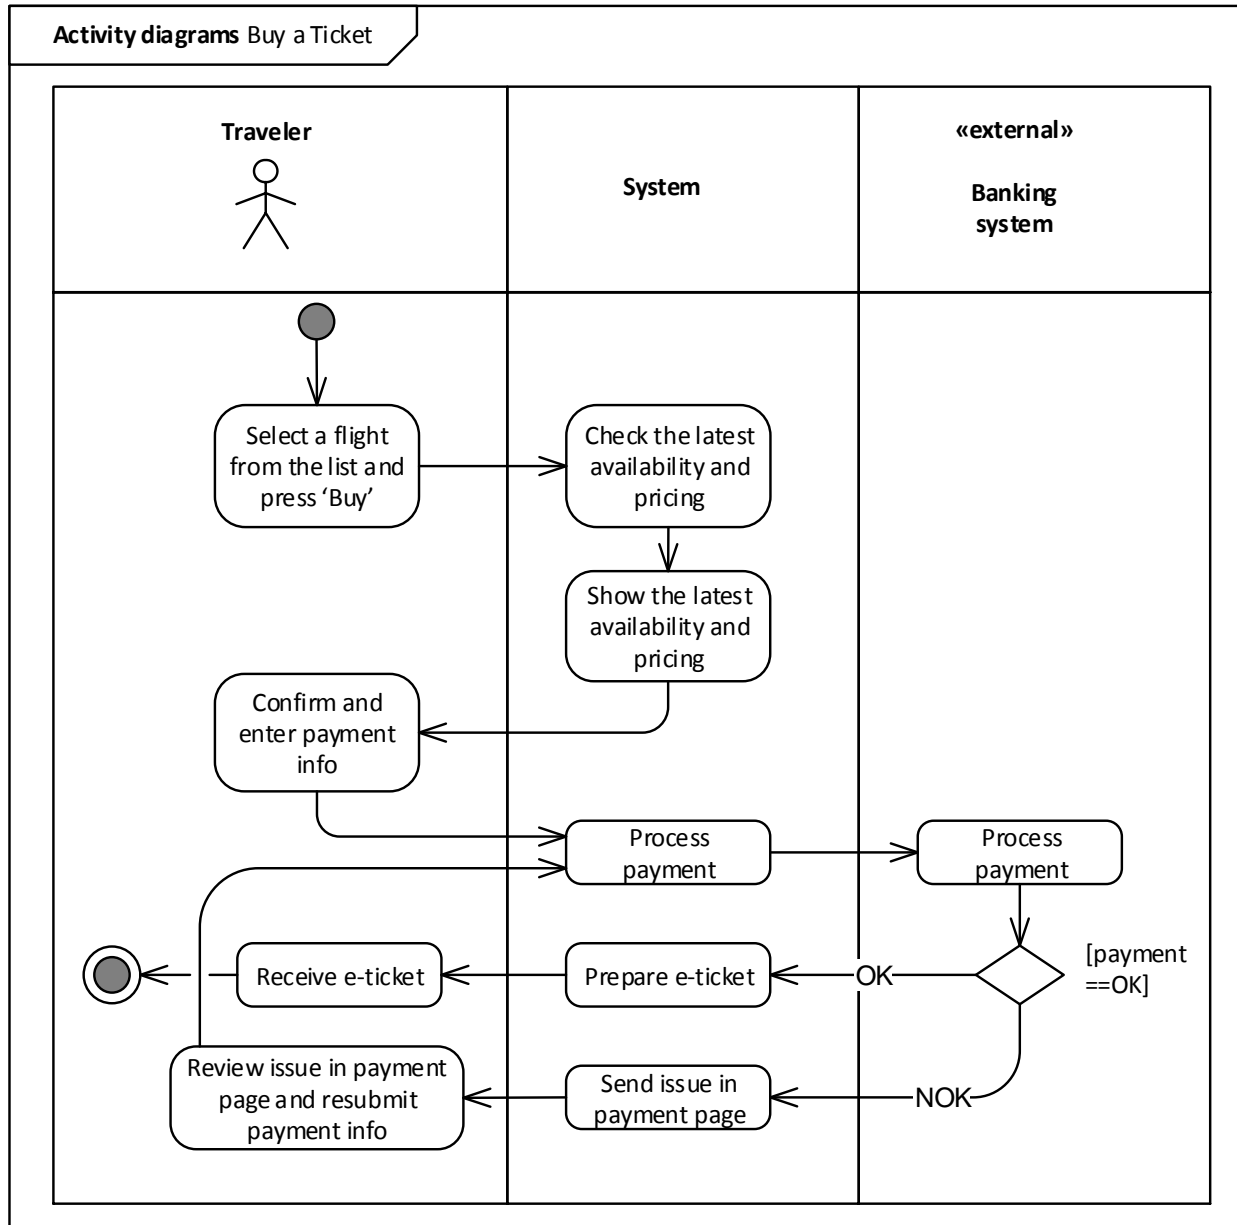 Activity diagrams Buy a Ticket
Traveler
System
«external»
Banking
system
Select a flight
from the list and
press ‘Buy’
Check the latest
availability and
pricing
Show the latest
availability and
pricing
Confirm and
enter payment
info
Process
payment
Process
payment
[payment
==OK]
OK
Prepare e-ticket
Receive e-ticket
NOK
Send issue in
payment page
Review issue in payment
page and resubmit
payment info